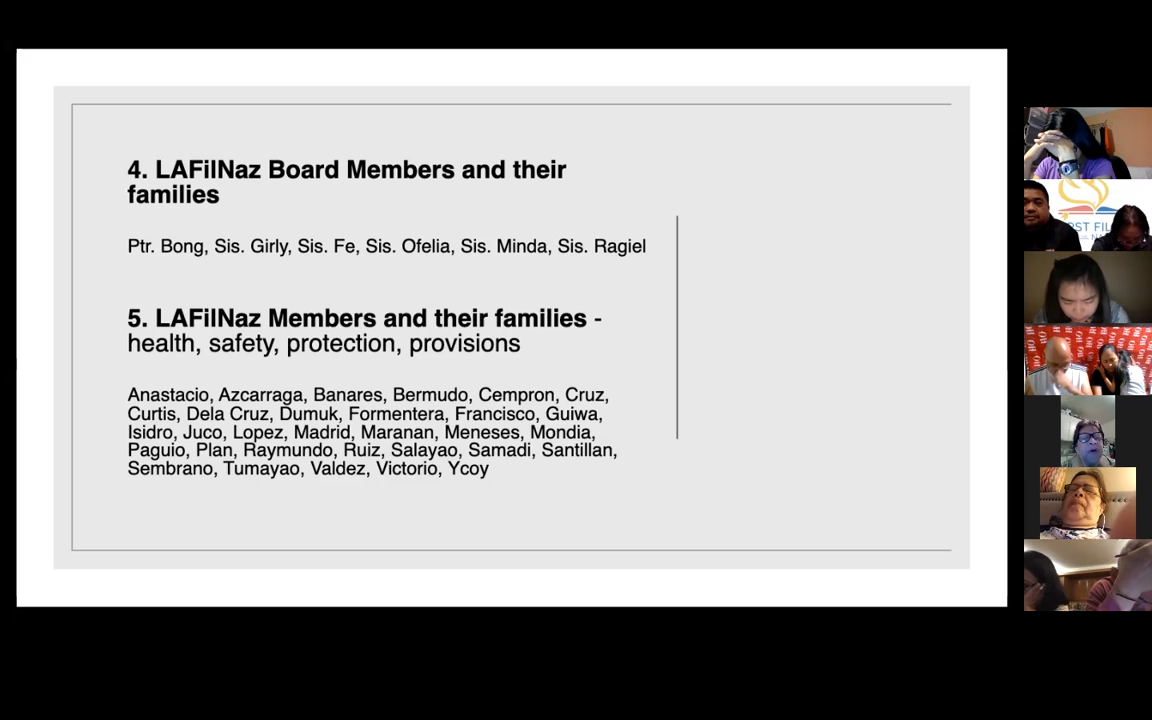 4. LAFilNaz Board Members and their
families
Ptr. Bong, Sis. Girly, Sis. Fe, Sis. Ofelia, Sis. Minda, Sis. Ragiel
5. LAFilNaz Members and their families -
health, safety, protection, provisions
Anastacio, Azcarraga, Banares, Bermudo, Cempron, Cruz,
Curtis, Dela Cruz, Dumuk, Formentera, Francisco, Guiwa,
Isidro, Juco, Lopez, Madrid, Maranan, Meneses, Mondia,
Paguio, Plan, Raymundo, Ruiz, Salayao, Samadi, Santillan,
Sembrano, Tumayao, Valdez, Victorio, Ycoy